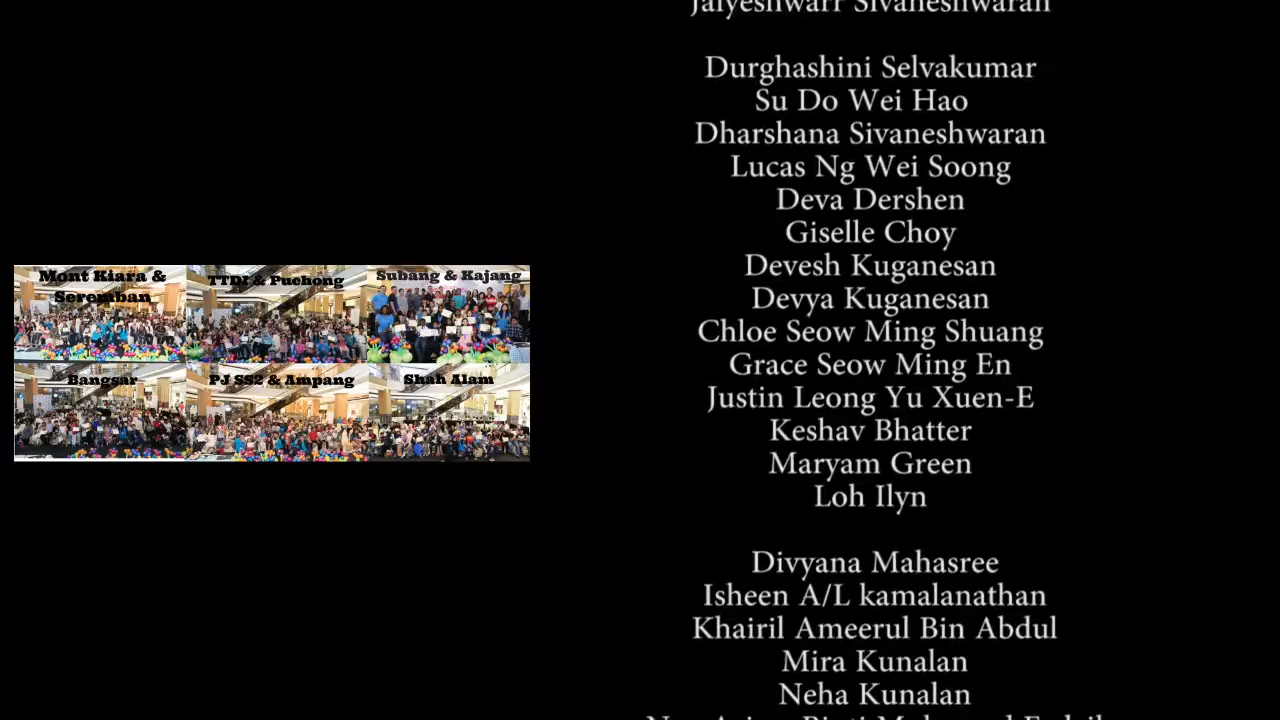 Jaiyeshwarr Sivaneshwaran
Durghashini Selvakumar
Su Do Wei Hao
Dharshana Sivaneshwaran
Lucas Ng Wei Soong
Deva Dershen
Giselle Choy
Devesh Kuganesan
Devya Kuganesan
Chloe Seow Ming Shuang
Grace Seow Ming En
Justin Leong Yu Xuen-E
Keshav Bhatter
Maryam Green
Loh Ilyn
Divyana Mahasree
Isheen A/L kamalanathan
Khairil Ameerul Bin Abdul
Mira Kunalan
Neha Kunalan
Mont Kiara &
Seremban
TTDI & Puchong
Subang & Kajang
Bangsar
PJ SS2 & Ampang
Shah Alam